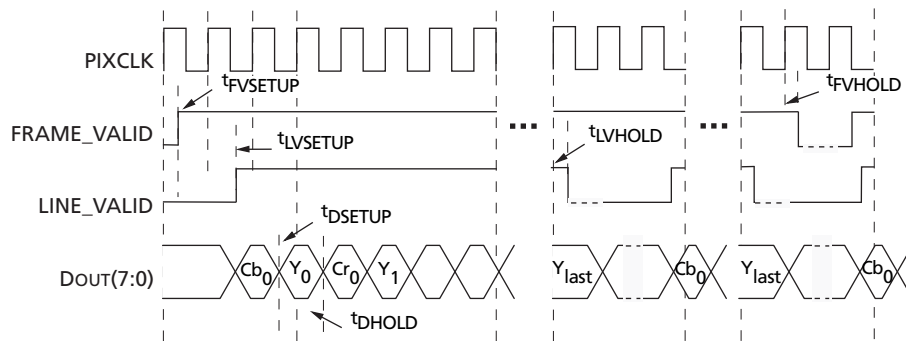 PIXCLK
tFVSETUP
tFVHOLD
FRAME_VALID
tLVSETUP
tLVHOLD
LINE_VALID
tDSETUP
DOUT(7:0)
Cb0 Y0 Cr0 Y1 Ylast Cb0 Ylast Cb0
tDHOLD